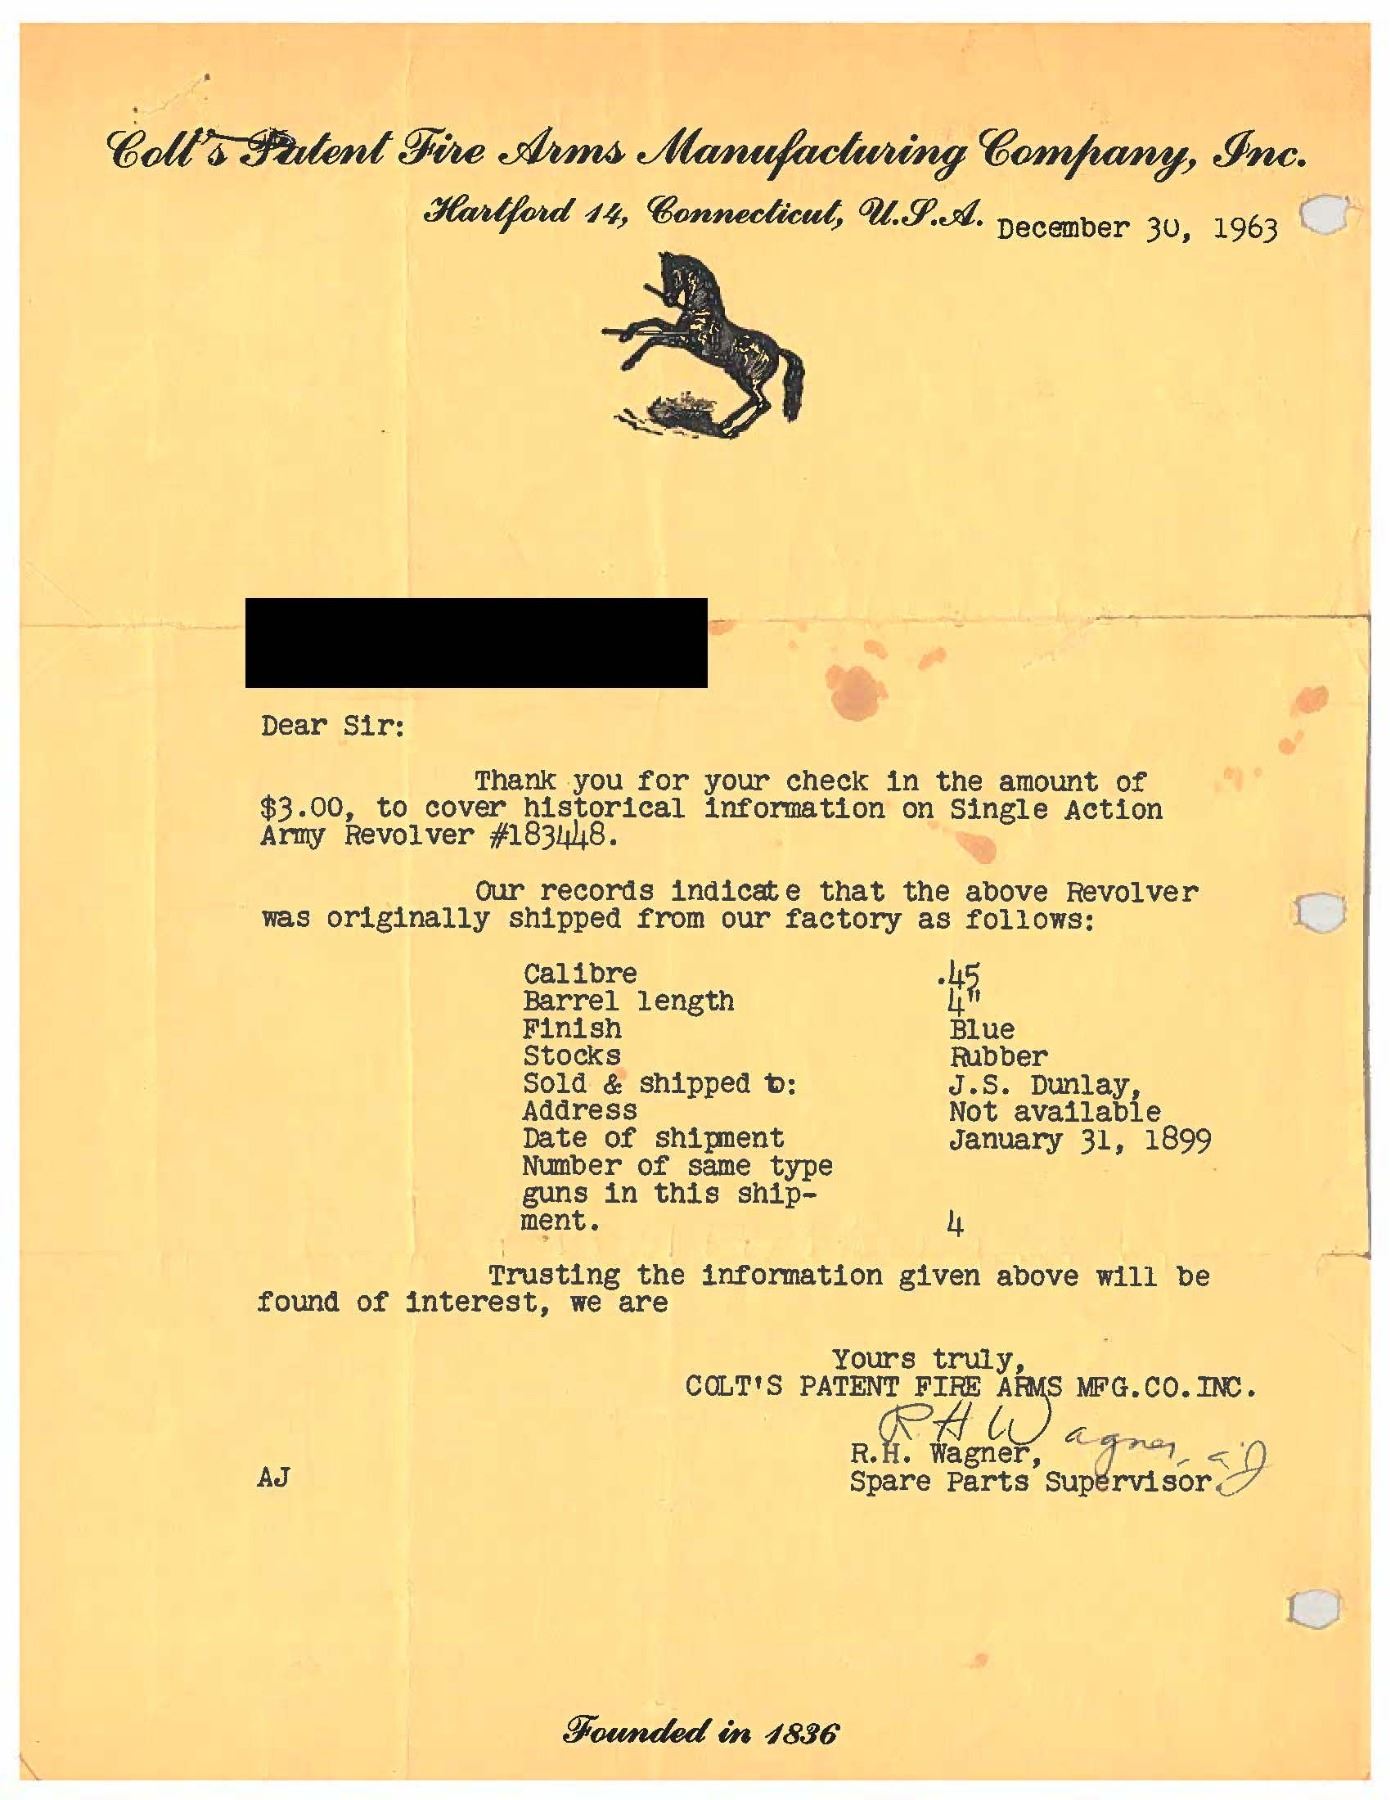 Colt's Patent Fire Arms Manufacturing Company, Inc.
Hartford 14, Connecticut, U.S.A.
December 30, 1963
Dear Sir:
Thank you for your check in the amount of
$3.00, to cover historical information on Single Action
Army Revolver #183448.
Our records indicate that the above Revolver
was originally shipped from our factory as follows:
Calibre .45
Barrel length 4"
Finish Blue
Stocks Rubber
Sold & shipped to: J.S. Dunlay,
Address Not available
Date of shipment January 31, 1899
Number of same type
guns in this ship-
ment. 4
Trusting the information given above will be
found of interest, we are
Yours truly,
COLT'S PATENT FIRE ARMS MFG.CO.INC.
R H Wagner, aj
R.H. Wagner,
AJ Spare Parts Supervisor
Founded in 1836